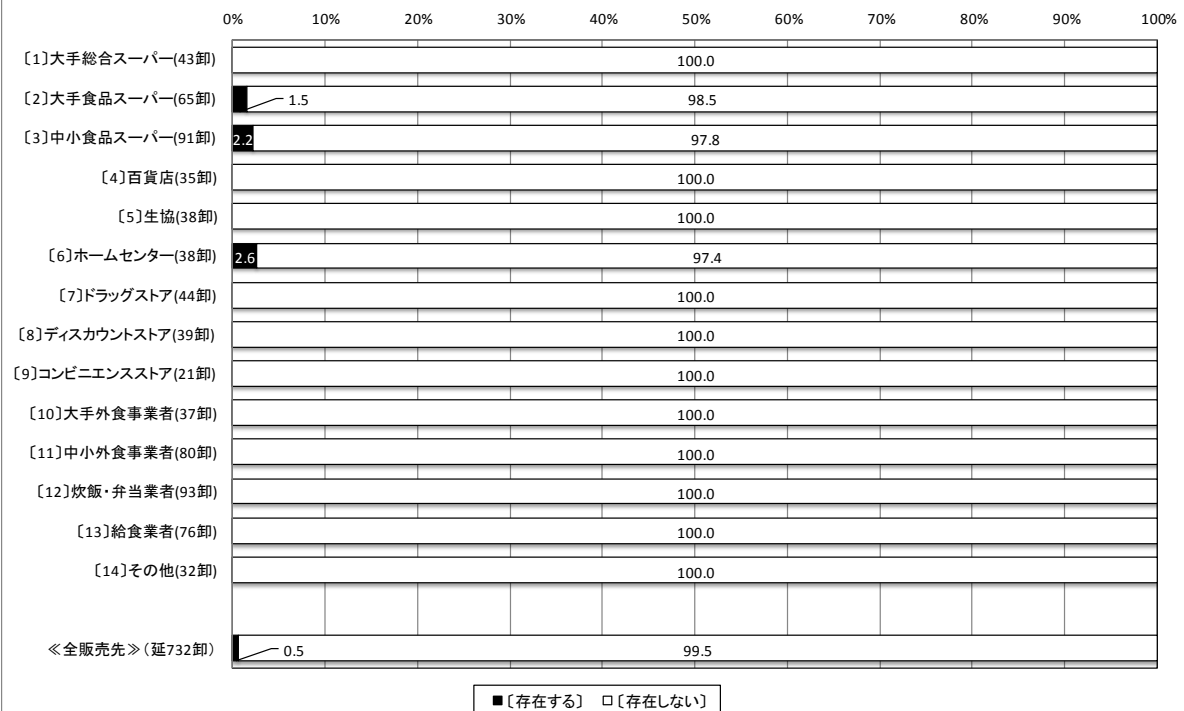 0% 10% 20% 30% 40% 50% 60% 70% 80% 90% 100%
〔1〕大手総合スーパー(43卸) 100.0
〔2〕大手食品スーパー(65卸) 1.5 98.5
〔3〕中小食品スーパー(91卸) 2.2 97.8
〔4〕百貨店(35卸) 100.0
〔5〕生協(38卸) 100.0
〔6〕ホームセンター(38卸) 2.6 97.4
〔7〕ドラッグストア(44卸) 100.0
〔8〕ディスカウントストア(39卸) 100.0
〔9〕コンビニエンスストア(21卸) 100.0
〔10〕大手外食事業者(37卸) 100.0
〔11〕中小外食事業者(80卸) 100.0
〔12〕炊飯・弁当業者(93卸) 100.0
〔13〕給食業者(76卸) 100.0
〔14〕その他(32卸) 100.0
≪全販売先≫(延732卸) 0.5 99.5
■〔存在する〕 □〔存在しない〕